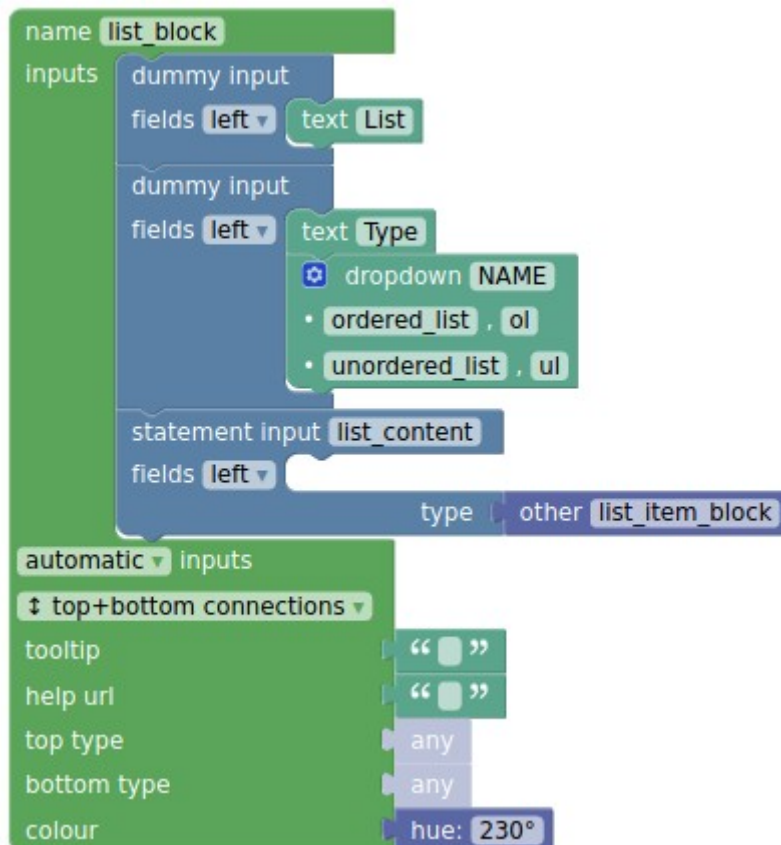 name list_block
inputs dummy input
fields left ▾ text List
dummy input
fields left ▾ text Type
dropdown NAME
• ordered_list , ol
• unordered_list , ul
statement input list_content
fields left ▾
type other list_item_block
automatic ▾ inputs
↕ top+bottom connections ▾
tooltip “ ”
help url “ ”
top type any
bottom type any
colour hue: 230°